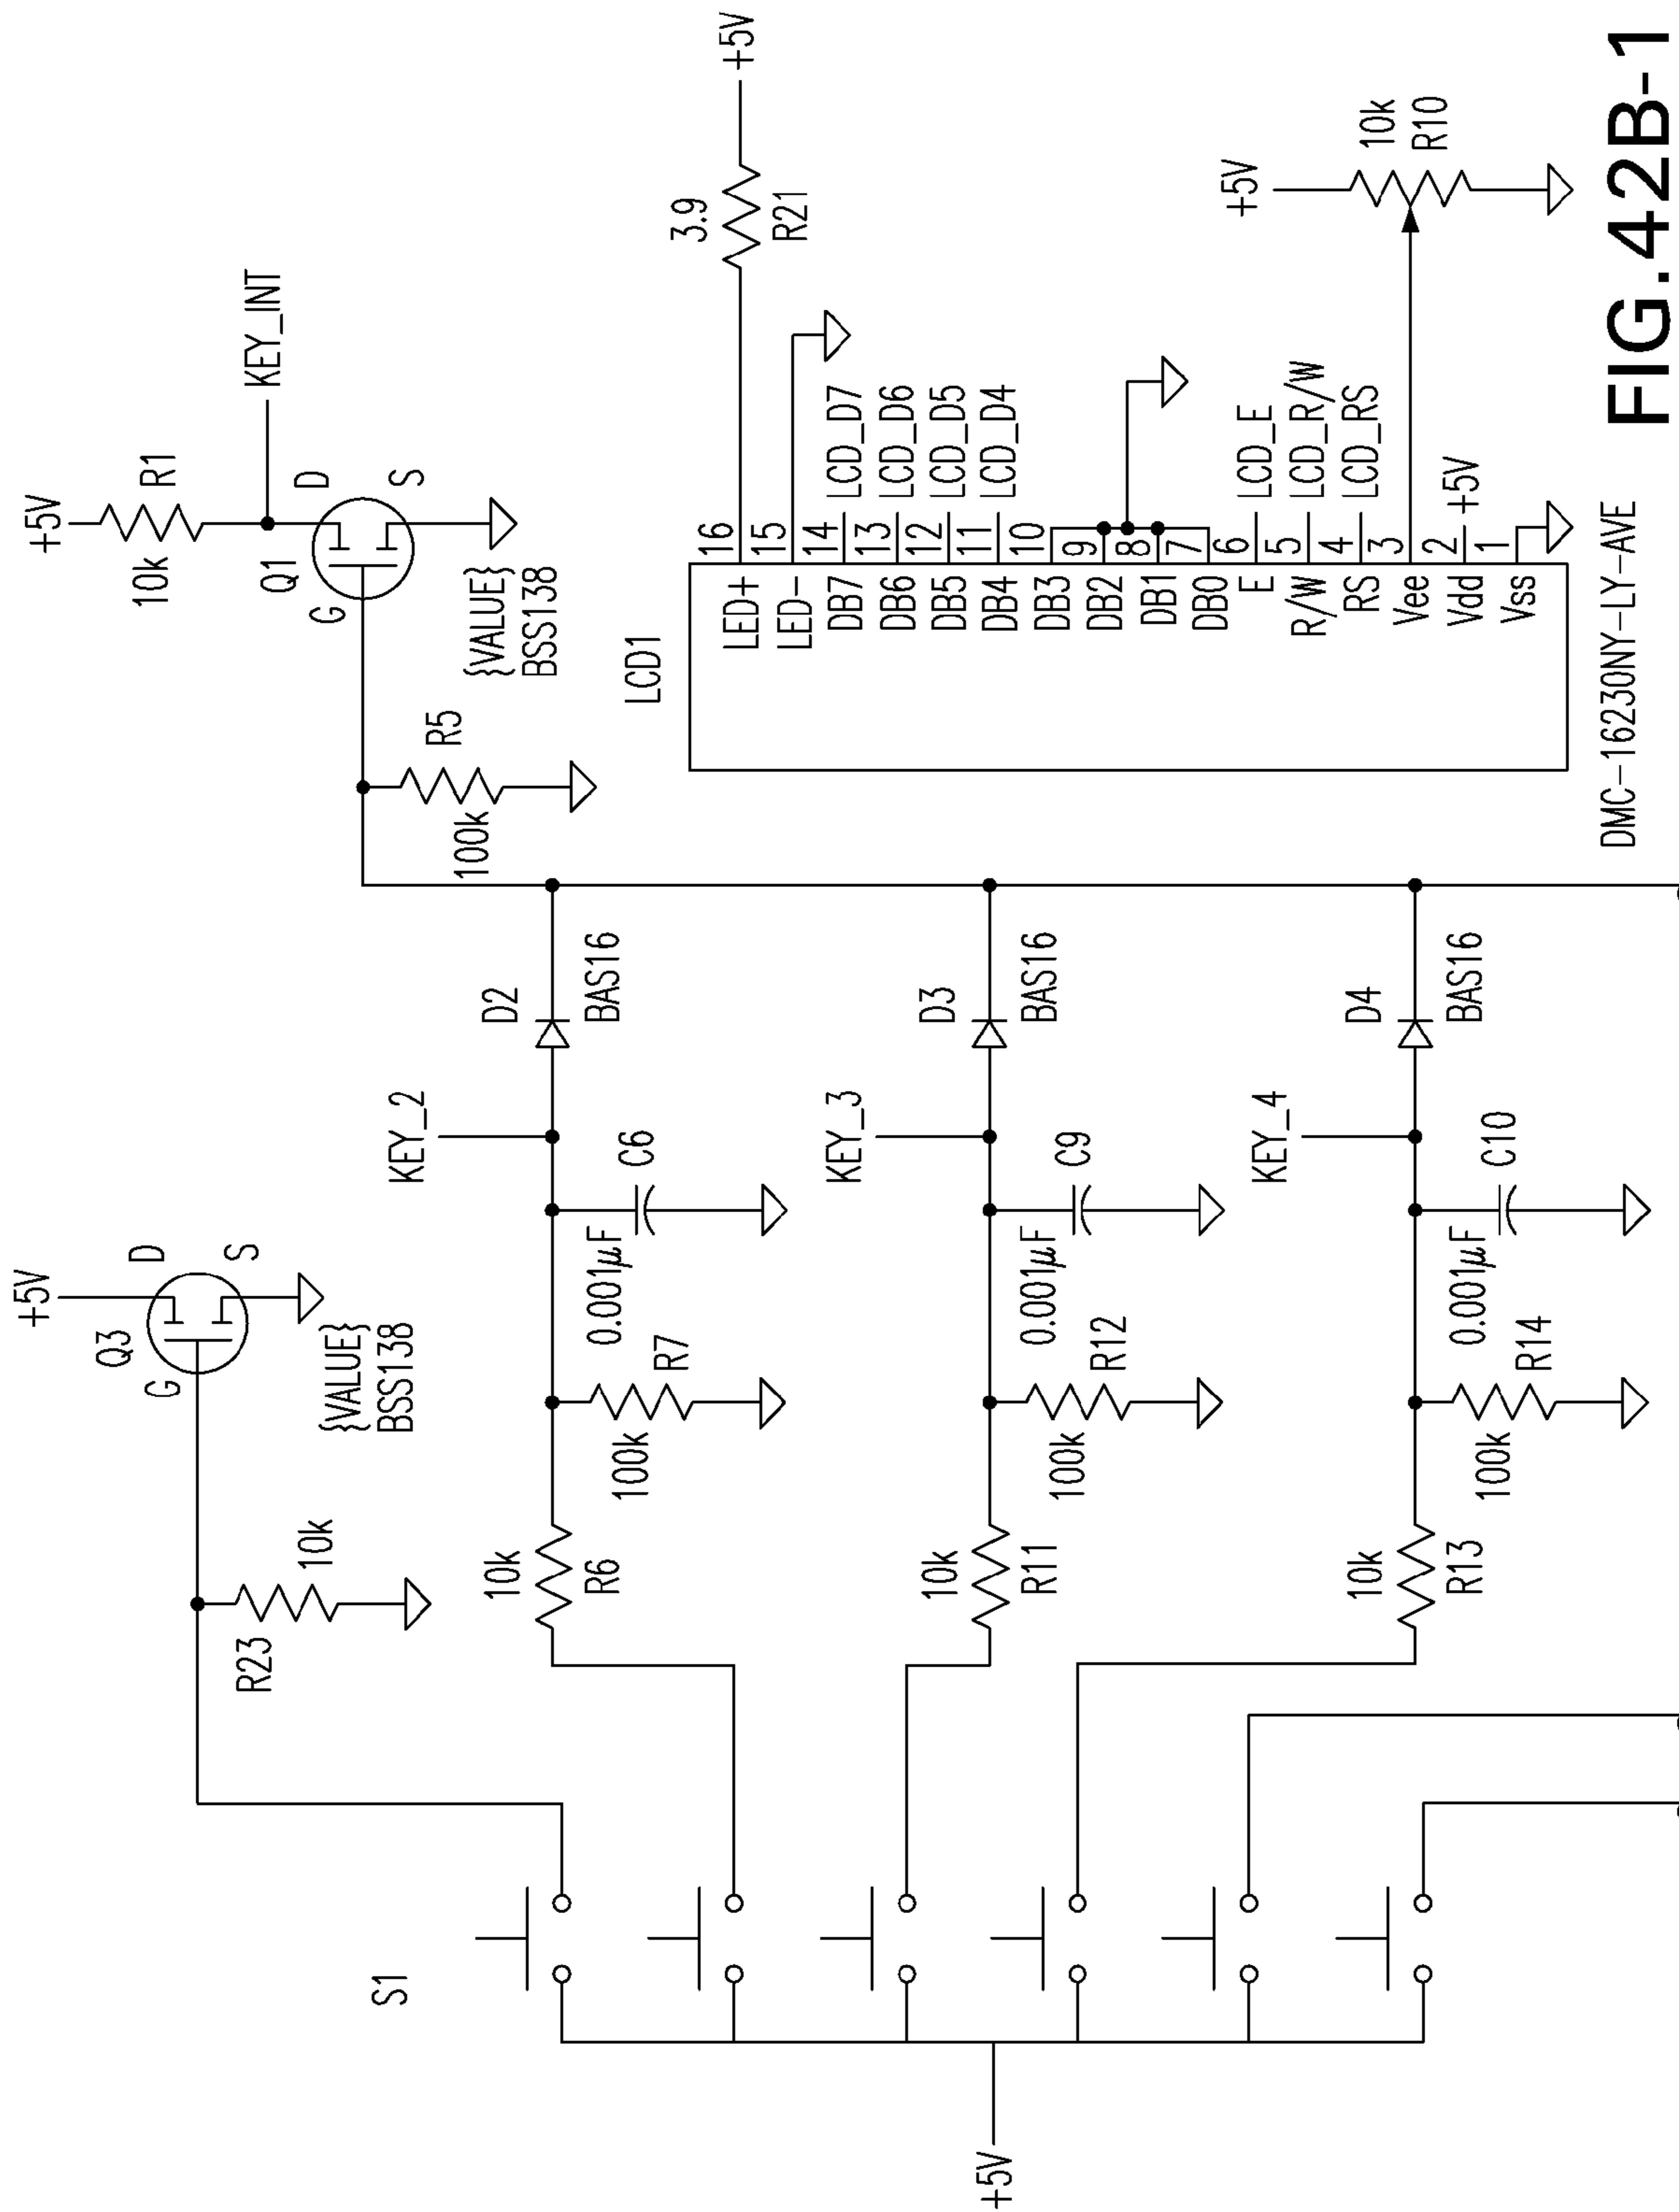 +5V
10k
R1
KEY_INT
Q1
D
G
S
{VALUE}
BSS138
R5
100k
+5V
Q3
D
G
S
{VALUE}
BSS138
R23
10k
KEY_2
D2
BAS16
C6
0.001μF
R7
100k
10k
R6
KEY_3
D3
BAS16
C9
0.001μF
R12
100k
10k
R11
KEY_4
D4
BAS16
C10
0.001μF
R14
100k
10k
R13
S1
+5V
LCD1
LED+ 16
LED- 15
DB7 14 LCD_D7
DB6 13 LCD_D6
DB5 12 LCD_D5
DB4 11 LCD_D4
DB3 10
DB2 9
DB1 8
DB0 7
E 6 LCD_E
R/W 5 LCD_R/W
RS 4 LCD_RS
Vee 3
Vdd 2 +5V
Vss 1
3.9
R21
+5V
+5V
10k
R10
DMC-16230NY-LY-AVE
FIG.42B-1